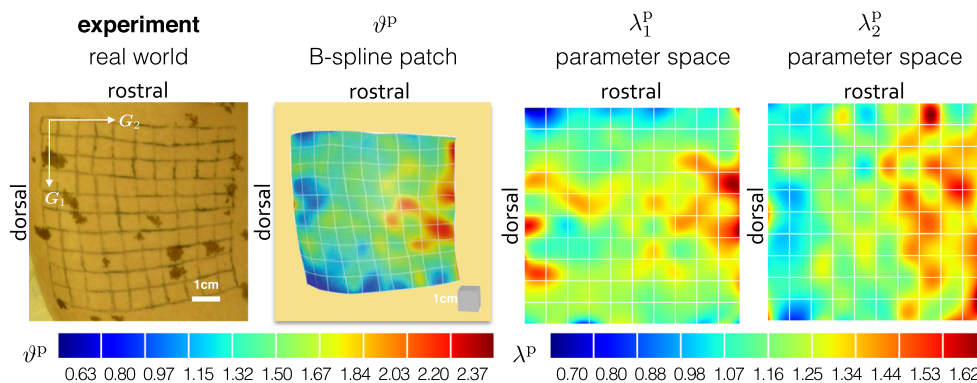 experiment
real world
rostral
dorsal
G₂
G₁
1cm
ϑᵖ
B-spline patch
rostral
dorsal
1cm
λ₁ᵖ
parameter space
rostral
dorsal
λ₂ᵖ
parameter space
rostral
dorsal
ϑᵖ
0.63 0.80 0.97 1.15 1.32 1.50 1.67 1.84 2.03 2.20 2.37
λᵖ
0.70 0.80 0.88 0.98 1.07 1.16 1.25 1.34 1.44 1.53 1.62